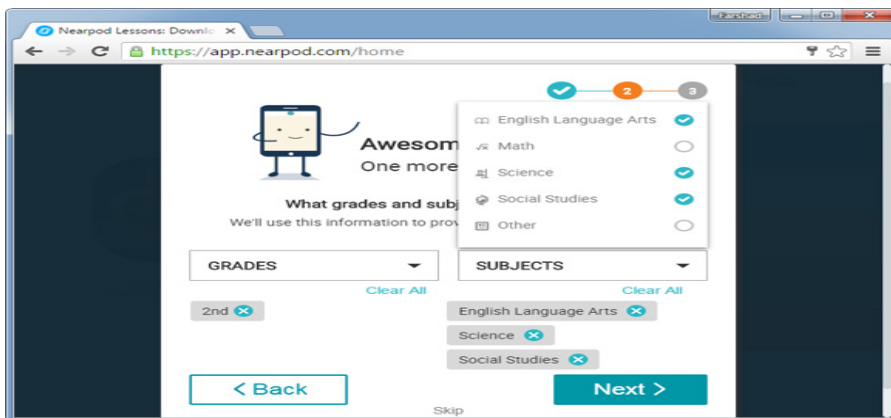 Farshad
Nearpod Lessons: Downlo
https://app.nearpod.com/home
2
3
English Language Arts
Math
Science
Social Studies
Other
Awesom
One more
What grades and subj
We'll use this information to prov
GRADES
SUBJECTS
Clear All
Clear All
2nd
English Language Arts
Science
Social Studies
< Back
Next >
Skip